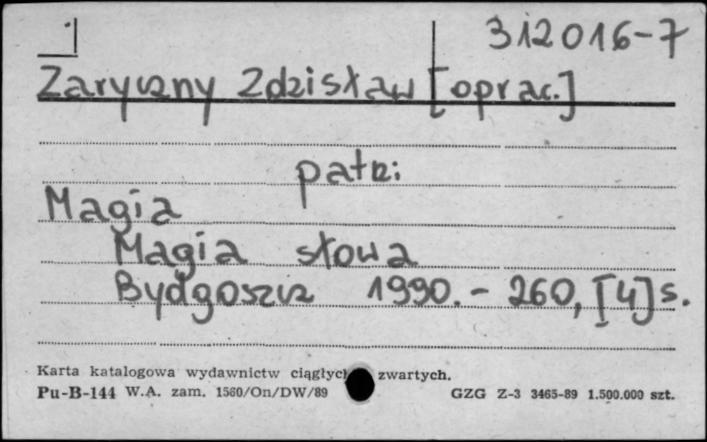 312016-7
Zaryczny Zdzisław [oprac.]
patrz:
Magia
Magia słowa
Bydgoszcz 1990. - 260, [4] s.
Karta katalogowa wydawnictw ciągłych zwartych.
Pu-B-144 W.A. zam. 1560/On/DW/89 GZG Z-3 3465-89 1.500.000 szt.